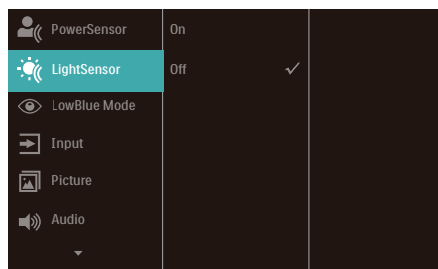 PowerSensor
On
LightSensor
Off
LowBlue Mode
Input
Picture
Audio